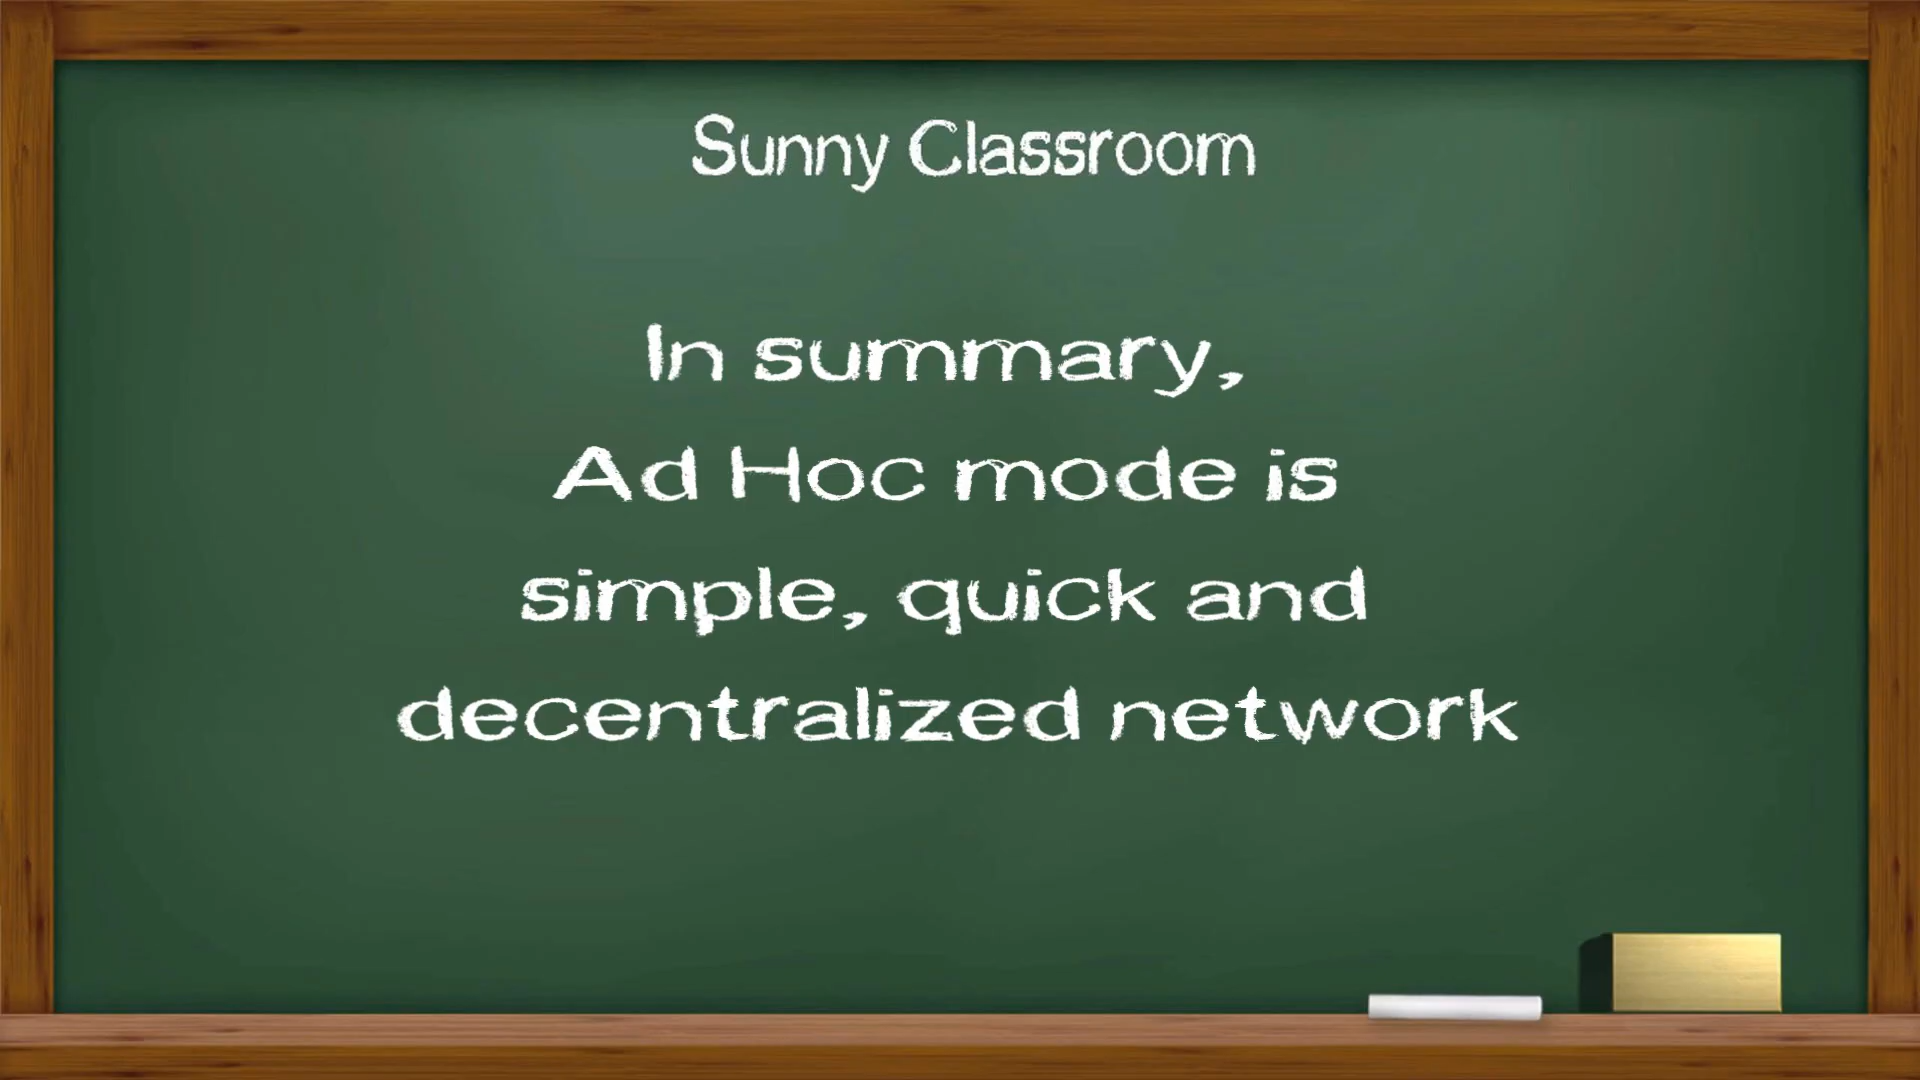 Sunny Classroom
In summary,
Ad Hoc mode is
simple, quick and
decentralized network